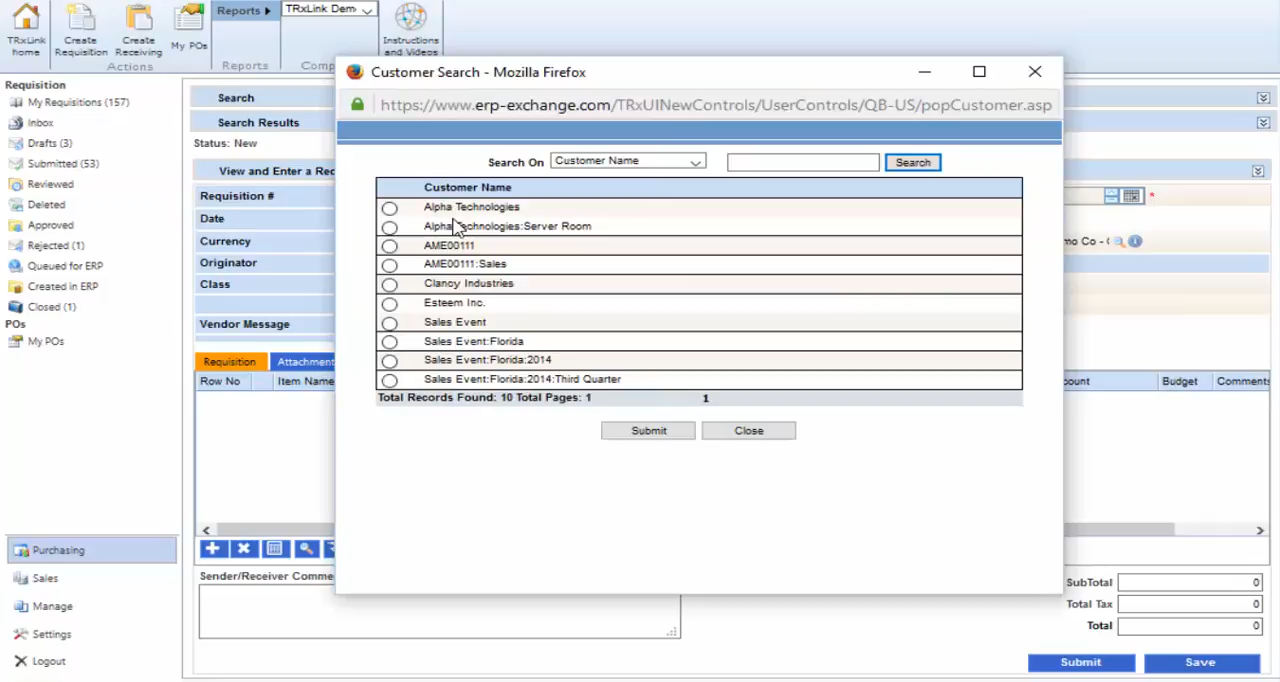 TRxLink home
Create Requisition
Create Receiving
My POs
Actions
Reports
Reports
TRxLink Dem
Comp
Instructions and Videos
Requisition
My Requisitions (157)
Inbox
Drafts (3)
Submitted (53)
Reviewed
Deleted
Approved
Rejected (1)
Queued for ERP
Created in ERP
Closed (1)
POs
My POs
Purchasing
Sales
Manage
Settings
Logout
Search
Search Results
Status: New
View and Enter a Rec
Requisition #
Date
Currency
Originator
Class
Vendor Message
*
mo Co -
Requisition
Attachment
Row No
Item Name
ount
Budget
Comments
Sender/Receiver Comme
SubTotal 0
Total Tax 0
Total 0
Submit
Save
Customer Search - Mozilla Firefox
https://www.erp-exchange.com/TRxUINewControls/UserControls/QB-US/popCustomer.asp
Search On Customer Name Search
Customer Name
Alpha Technologies
Alpha Technologies:Server Room
AME00111
AME00111:Sales
Clancy Industries
Esteem Inc.
Sales Event
Sales Event:Florida
Sales Event:Florida:2014
Sales Event:Florida:2014:Third Quarter
Total Records Found: 10 Total Pages: 1 1
Submit
Close